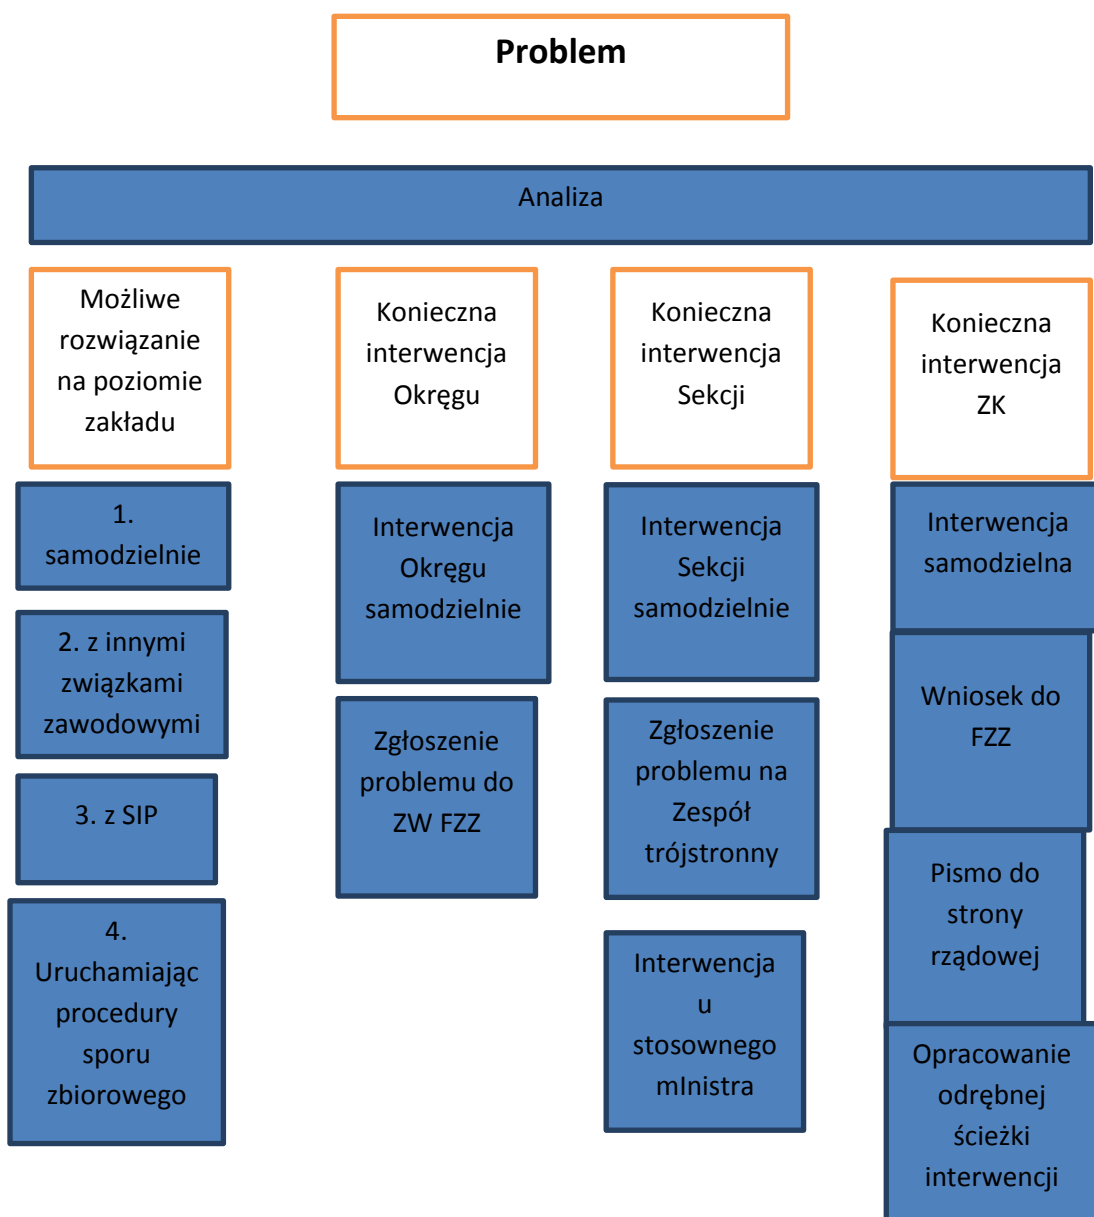 Problem
Analiza
Możliwe
rozwiązanie
na poziomie
zakładu
1.
samodzielnie
2. z innymi
związkami
zawodowymi
3. z SIP
4.
Uruchamiając
procedury
sporu
zbiorowego
Konieczna
interwencja
Okręgu
Interwencja
Okręgu
samodzielnie
Zgłoszenie
problemu do
ZW FZZ
Konieczna
interwencja
Sekcji
Interwencja
Sekcji
samodzielnie
Zgłoszenie
problemu na
Zespół
trójstronny
Interwencja
u
stosownego
mInistra
Konieczna
interwencja
ZK
Interwencja
samodzielna
Wniosek do
FZZ
Pismo do
strony
rządowej
Opracowanie
odrębnej
ścieżki
interwencji